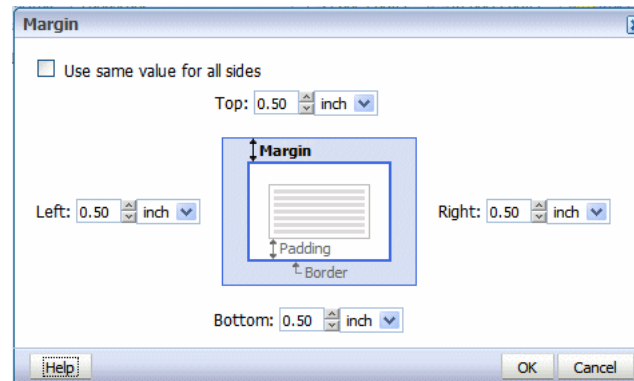 Margin
Use same value for all sides
Top: 0.50 inch
Margin
Left: 0.50 inch
Right: 0.50 inch
Padding
Border
Bottom: 0.50 inch
Help
OK
Cancel